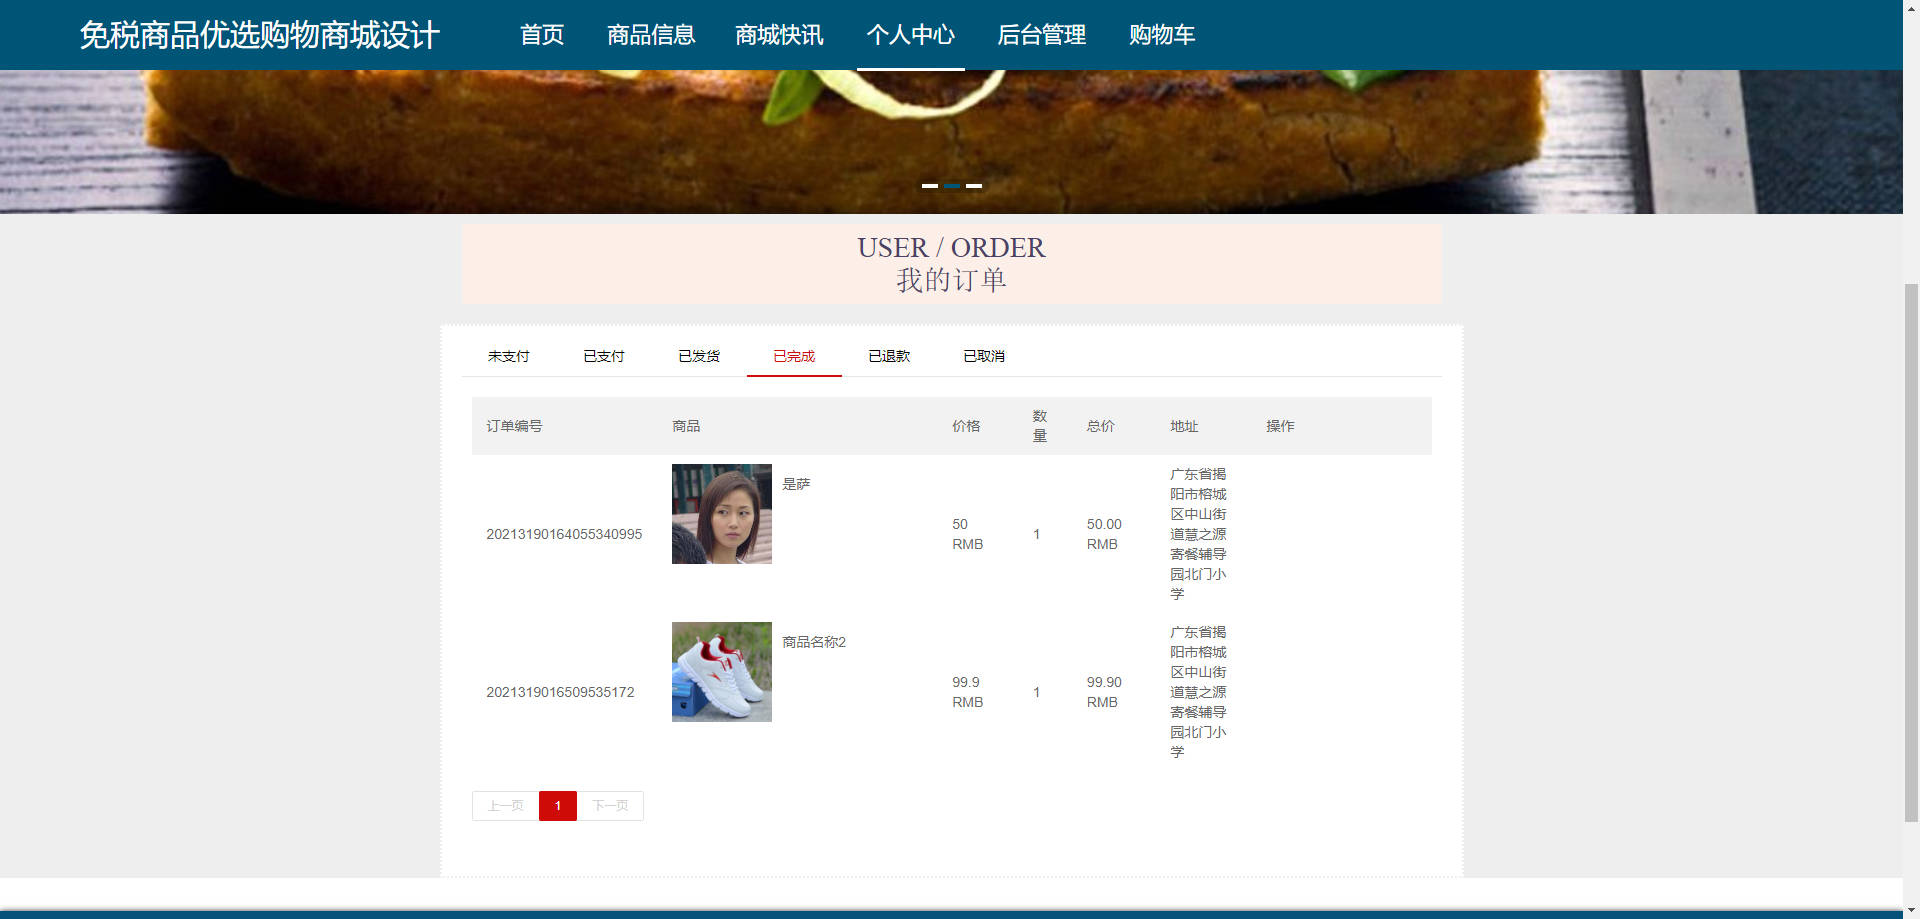 免税商品优选购物商城设计 首页 商品信息 商城快讯 个人中心 后台管理 购物车
USER / ORDER
我的订单
未支付 已支付 已发货 已完成 已退款 已取消
订单编号 商品 价格 数量 总价 地址 操作
20213190164055340995 是萨 50 RMB 1 50.00 RMB
广东省揭
阳市榕城
区中山街
道慧之源
寄餐辅导
园北门小
学
2021319016509535172 商品名称2 99.9 RMB 1 99.90 RMB
广东省揭
阳市榕城
区中山街
道慧之源
寄餐辅导
园北门小
学
上一页 1 下一页